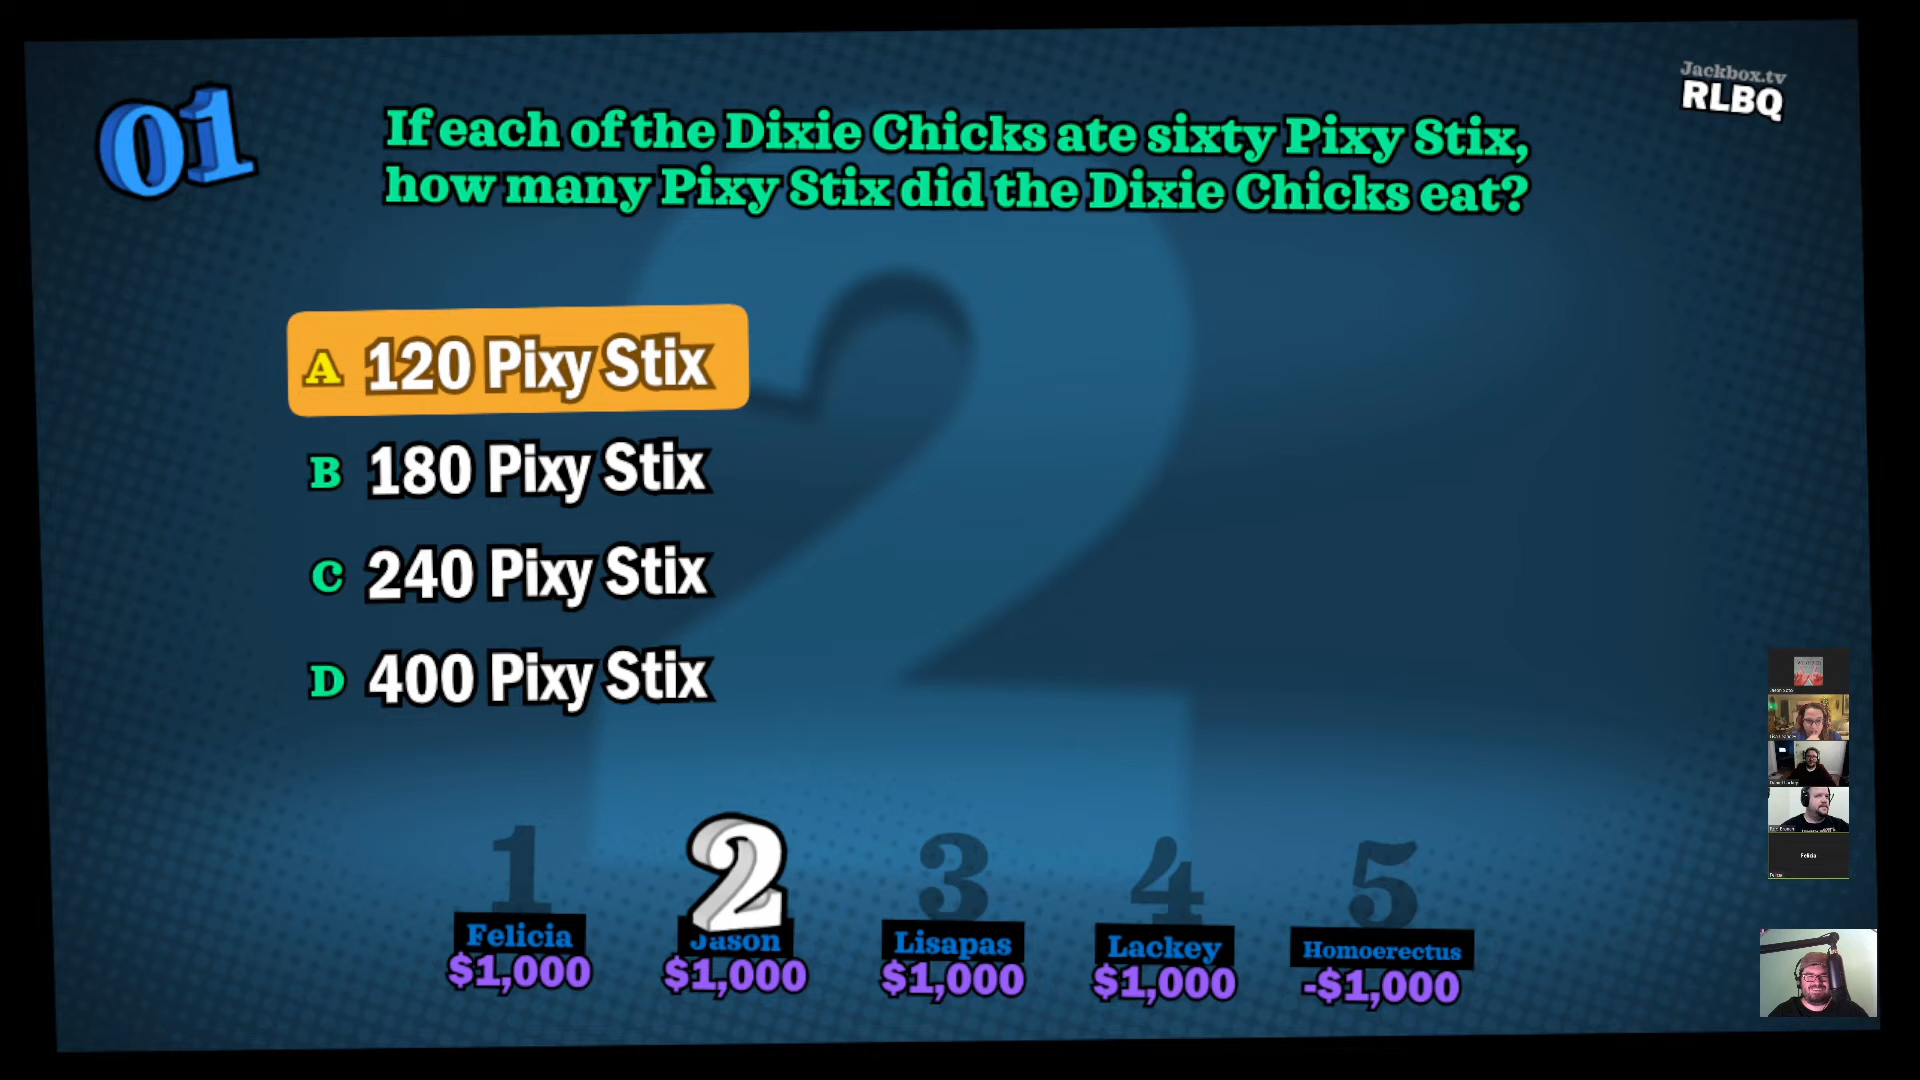 01
Jackbox.tv
RLBQ
If each of the Dixie Chicks ate sixty Pixy Stix,
how many Pixy Stix did the Dixie Chicks eat?
A 120 Pixy Stix
B 180 Pixy Stix
C 240 Pixy Stix
D 400 Pixy Stix
2
1 2 3 4 5
Felicia Jason Lisapas Lackey Homoerectus
$1,000 $1,000 $1,000 $1,000 -$1,000
Felicia